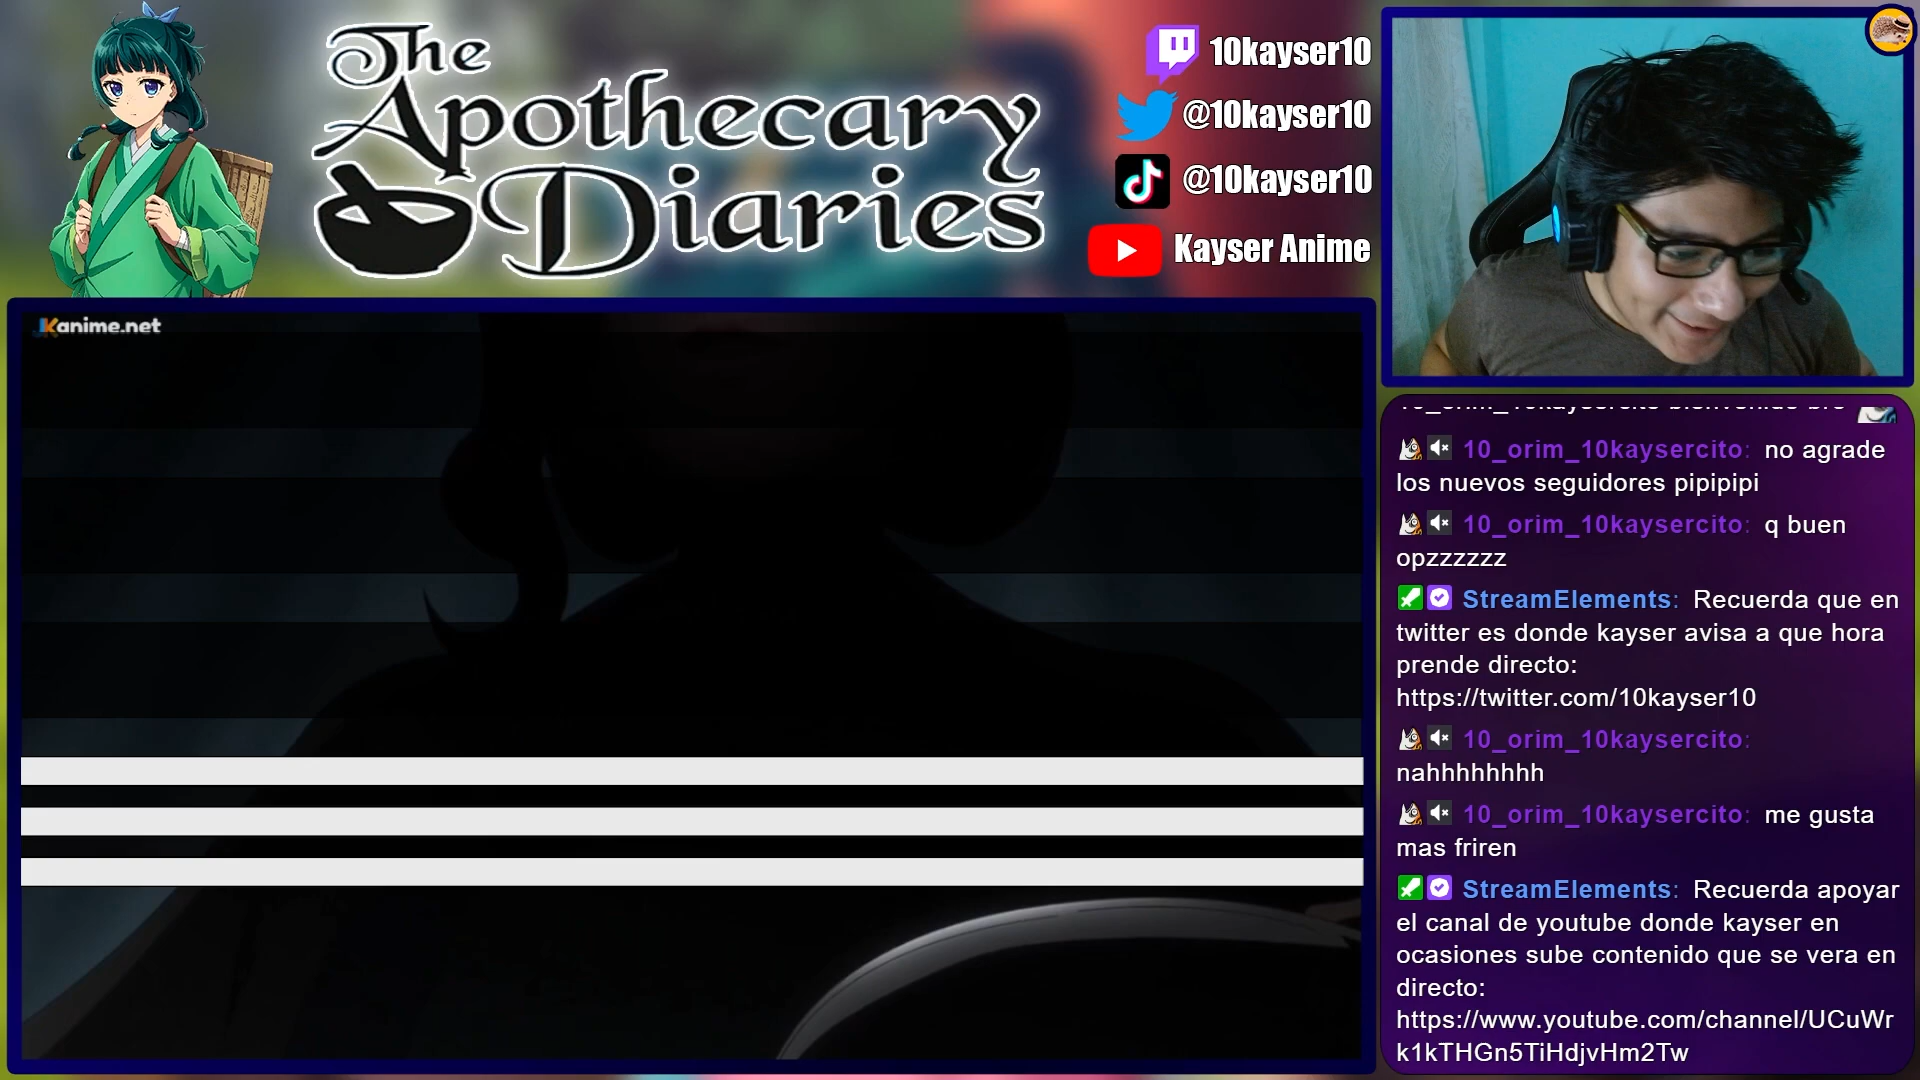 The
Apothecary
Diaries
10kayser10
@10kayser10
@10kayser10
Kayser Anime
JKanime.net
10_orim_10kaysercito: no agrade
los nuevos seguidores pipipipi
10_orim_10kaysercito: q buen
opzzzzzz
StreamElements: Recuerda que en
twitter es donde kayser avisa a que hora
prende directo:
https://twitter.com/10kayser10
10_orim_10kaysercito:
nahhhhhhhh
10_orim_10kaysercito: me gusta
mas friren
StreamElements: Recuerda apoyar
el canal de youtube donde kayser en
ocasiones sube contenido que se vera en
directo:
https://www.youtube.com/channel/UCuWr
k1kTHGn5TiHdjvHm2Tw